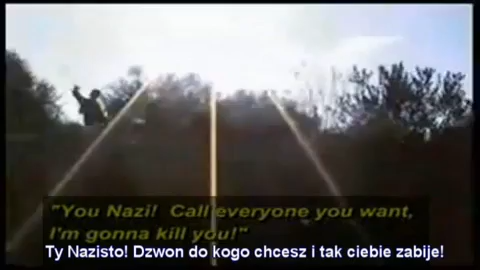 "You Nazi! Call everyone you want,
I'm gonna kill you!"
Ty Nazisto! Dzwon do kogo chcesz i tak ciebie zabije!